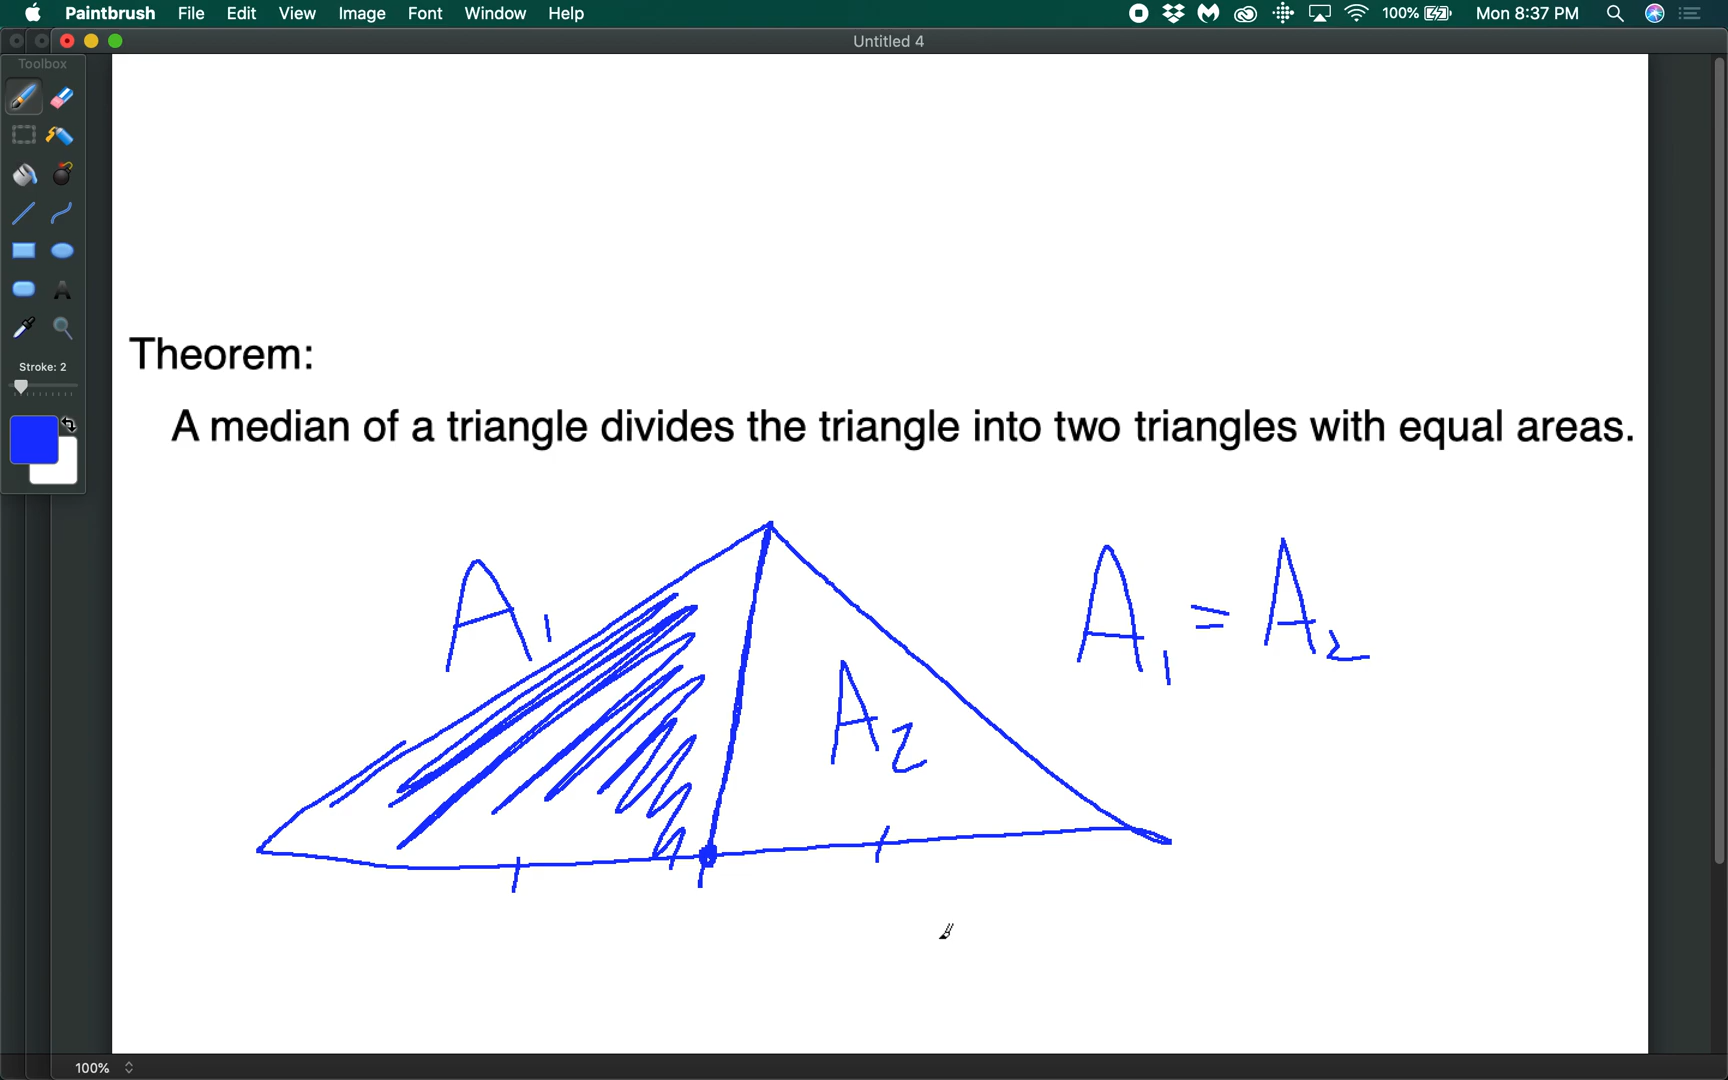 Paintbrush File Edit View Image Font Window Help 100% Mon 8:37 PM
Untitled 4
Toolbox
Stroke: 2
Theorem:
A median of a triangle divides the triangle into two triangles with equal areas.
A₁
A₁ = A₂
A₂
100%